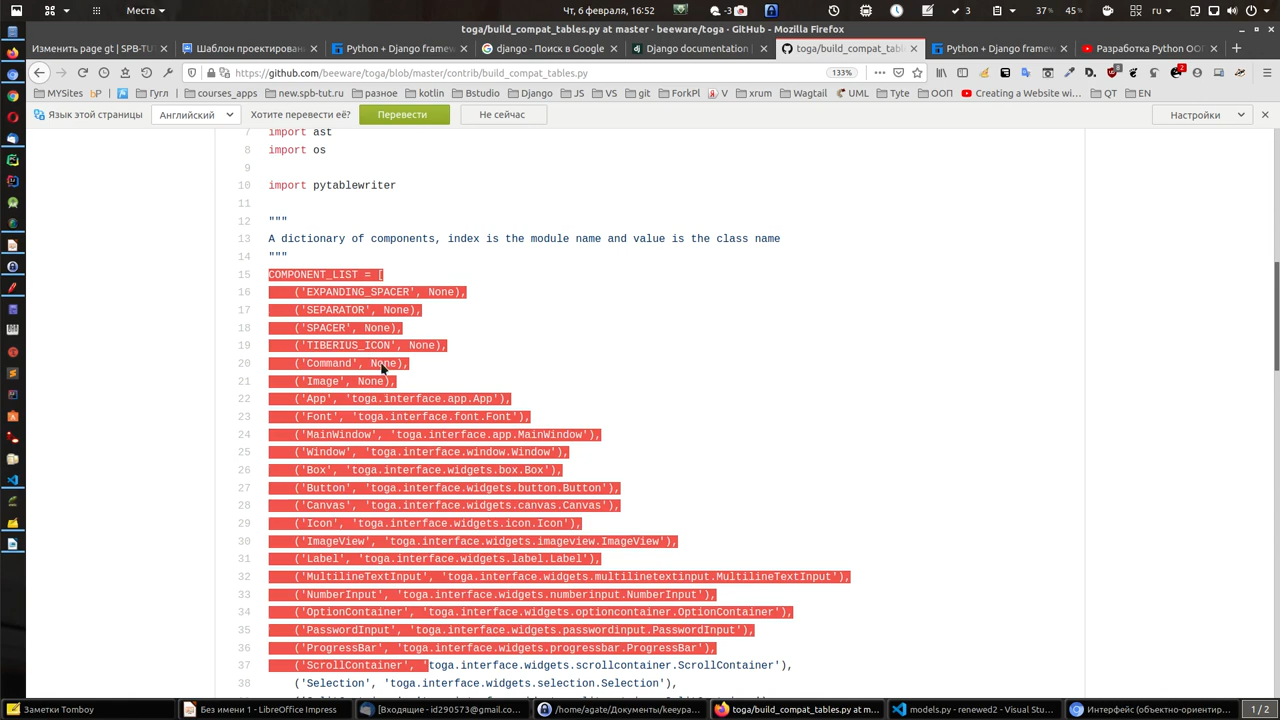 Места
Чт, 6 февраля, 16:52
45%
ru
toga/build_compat_tables.py at master · beeware/toga · GitHub - Mozilla Firefox
Изменить page gt | SPB-TU
Шаблон проектирован
Python + Django framew
django - Поиск в Google
Django documentation |
toga/build_compat_table
Python + Django framew
Разработка Python ООП
https://github.com/beeware/toga/blob/master/contrib/build_compat_tables.py
133%
MYSites
bP
Гугл
courses_apps
new.spb-tut.ru
разное
kotlin
Bstudio
Django
JS
VS
git
ForkPl
V
xrum
Wagtail
UML
Tyte
ООП
Creating a Website wi...
QT
EN
Язык этой страницы
Английский
Хотите перевести её?
Перевести
Не сейчас
Настройки
7 import ast
8 import os
9
10 import pytablewriter
11
12 """
13 A dictionary of components, index is the module name and value is the class name
14 """
15 COMPONENT_LIST = [
16 ('EXPANDING_SPACER', None),
17 ('SEPARATOR', None),
18 ('SPACER', None),
19 ('TIBERIUS_ICON', None),
20 ('Command', None),
21 ('Image', None),
22 ('App', 'toga.interface.app.App'),
23 ('Font', 'toga.interface.font.Font'),
24 ('MainWindow', 'toga.interface.app.MainWindow'),
25 ('Window', 'toga.interface.window.Window'),
26 ('Box', 'toga.interface.widgets.box.Box'),
27 ('Button', 'toga.interface.widgets.button.Button'),
28 ('Canvas', 'toga.interface.widgets.canvas.Canvas'),
29 ('Icon', 'toga.interface.widgets.icon.Icon'),
30 ('ImageView', 'toga.interface.widgets.imageview.ImageView'),
31 ('Label', 'toga.interface.widgets.label.Label'),
32 ('MultilineTextInput', 'toga.interface.widgets.multilinetextinput.MultilineTextInput'),
33 ('NumberInput', 'toga.interface.widgets.numberinput.NumberInput'),
34 ('OptionContainer', 'toga.interface.widgets.optioncontainer.OptionContainer'),
35 ('PasswordInput', 'toga.interface.widgets.passwordinput.PasswordInput'),
36 ('ProgressBar', 'toga.interface.widgets.progressbar.ProgressBar'),
37 ('ScrollContainer', 'toga.interface.widgets.scrollcontainer.ScrollContainer'),
38 ('Selection', 'toga.interface.widgets.selection.Selection'),
Заметки Tomboy
Без имени 1 - LibreOffice Impress
[Входящие - id290573@gmail.co...
/home/agate/Документы/keeypa...
toga/build_compat_tables.py at m...
models.py - renewed2 - Visual Stu...
Интерфейс (объектно-ориентир...
1 / 2